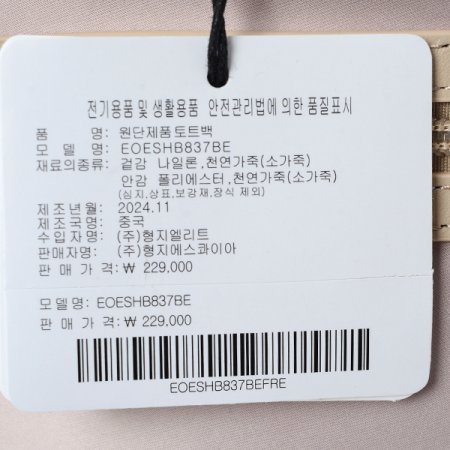 전기용품 및 생활용품 안전관리법에 의한 품질표시
품 명: 원단제품토트백
모 델 명: EOESHB837BE
재료의종류: 겉감 나일론,천연가죽(소가죽)
안감 폴리에스터,천연가죽(소가죽)
(심지,상표,보강재,장식 제외)
제조년월: 2024.11
제조국명: 중국
수입자명: (주)형지엘리트
판매자명: (주)형지에스콰이아
판 매 가 격: ₩ 229,000
모델명: EOESHB837BE
판 매 가 격: ₩ 229,000
EOESHB837BEFRE